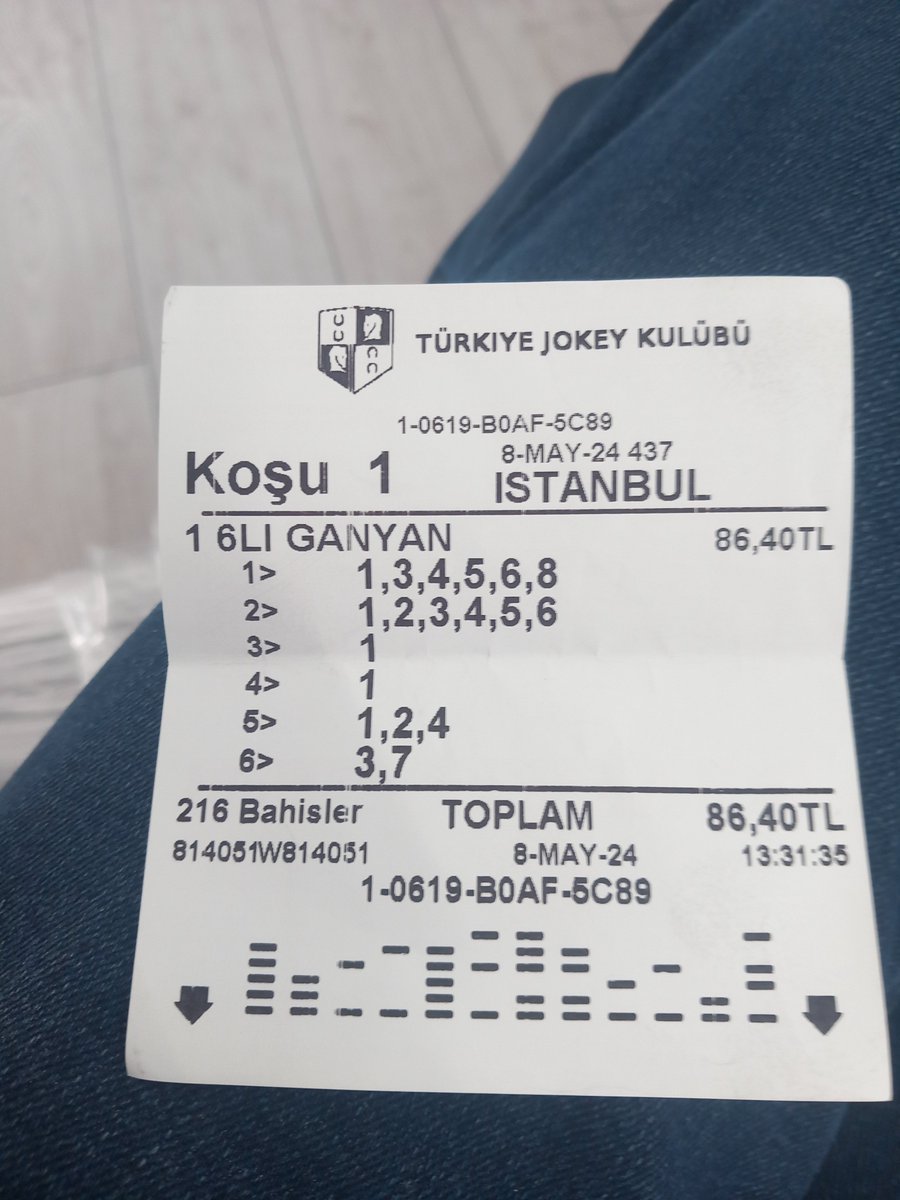 TÜRKIYE JOKEY KULÜBÜ
1-0619-B0AF-5C89
8-MAY-24 437
Koşu 1 ISTANBUL
1 6LI GANYAN 86,40TL
1> 1,3,4,5,6,8
2> 1,2,3,4,5,6
3> 1
4> 1
5> 1,2,4
6> 3,7
216 Bahisler TOPLAM 86,40TL
814051W814051 8-MAY-24 13:31:35
1-0619-B0AF-5C89